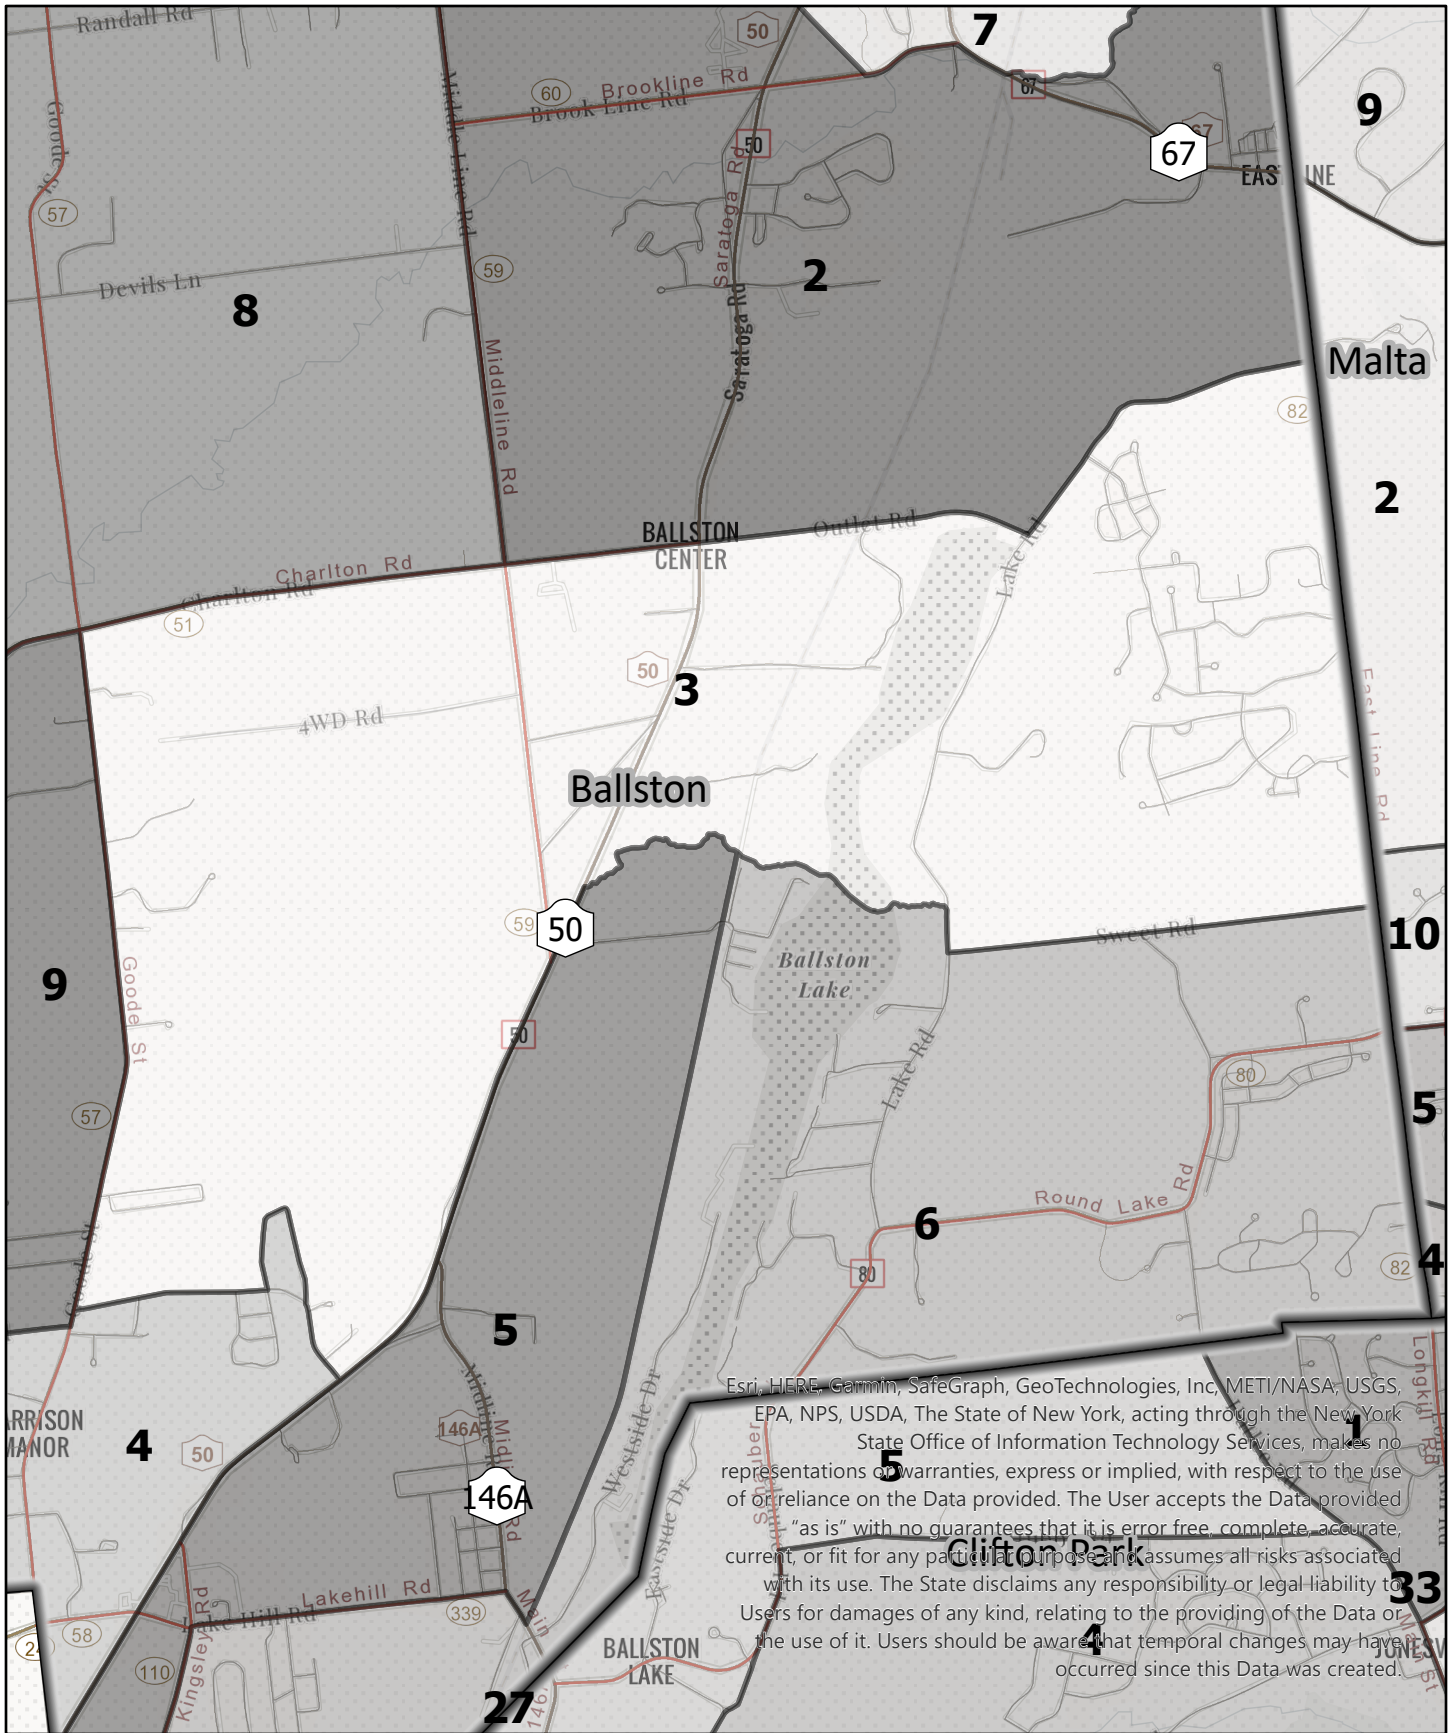 Randall Rd
50
7
67
9
60
Brookline Rd
Brook Line Rd
Goode St
Middle Line Rd
50
67
67
57
Saratoga Rd
59
2
Devils Ln
8
Saratoga Rd
Malta
Middleline Rd
82
2
BALLSTON
CENTER
Outlet Rd
Charlton Rd
Charlton Rd
Lake Rd
51
50
3
4WD Rd
East Line Rd
Ballston
59
50
Sweet Rd
10
Ballston
Lake
9
Goode St
50
Lake Rd
80
57
5
Round Lake Rd
6
Goode St
80
82
4
5
Longkill Rd
Esri, HERE, Garmin, SafeGraph, GeoTechnologies, Inc, METI/NASA, USGS,
EPA, NPS, USDA, The State of New York, acting through the New York
State Office of Information Technology Services, makes no
representations or warranties, express or implied, with respect to the use
of or reliance on the Data provided. The User accepts the Data provided
“as is” with no guarantees that it is error free, complete, accurate,
current, or fit for any particular purpose and assumes all risks associated
with its use. The State disclaims any responsibility or legal liability to
Users for damages of any kind, relating to the providing of the Data or
the use of it. Users should be aware that temporal changes may have
occurred since this Data was created.
MANOR
4
50
146A
Westside Dr
1
5
146A
Eastside Dr
Clifton Park
33
Lakehill Rd
Lake Hill Rd
339
Main
58
110
Kingsley Rd
BALLSTON
LAKE
4
Main St
27